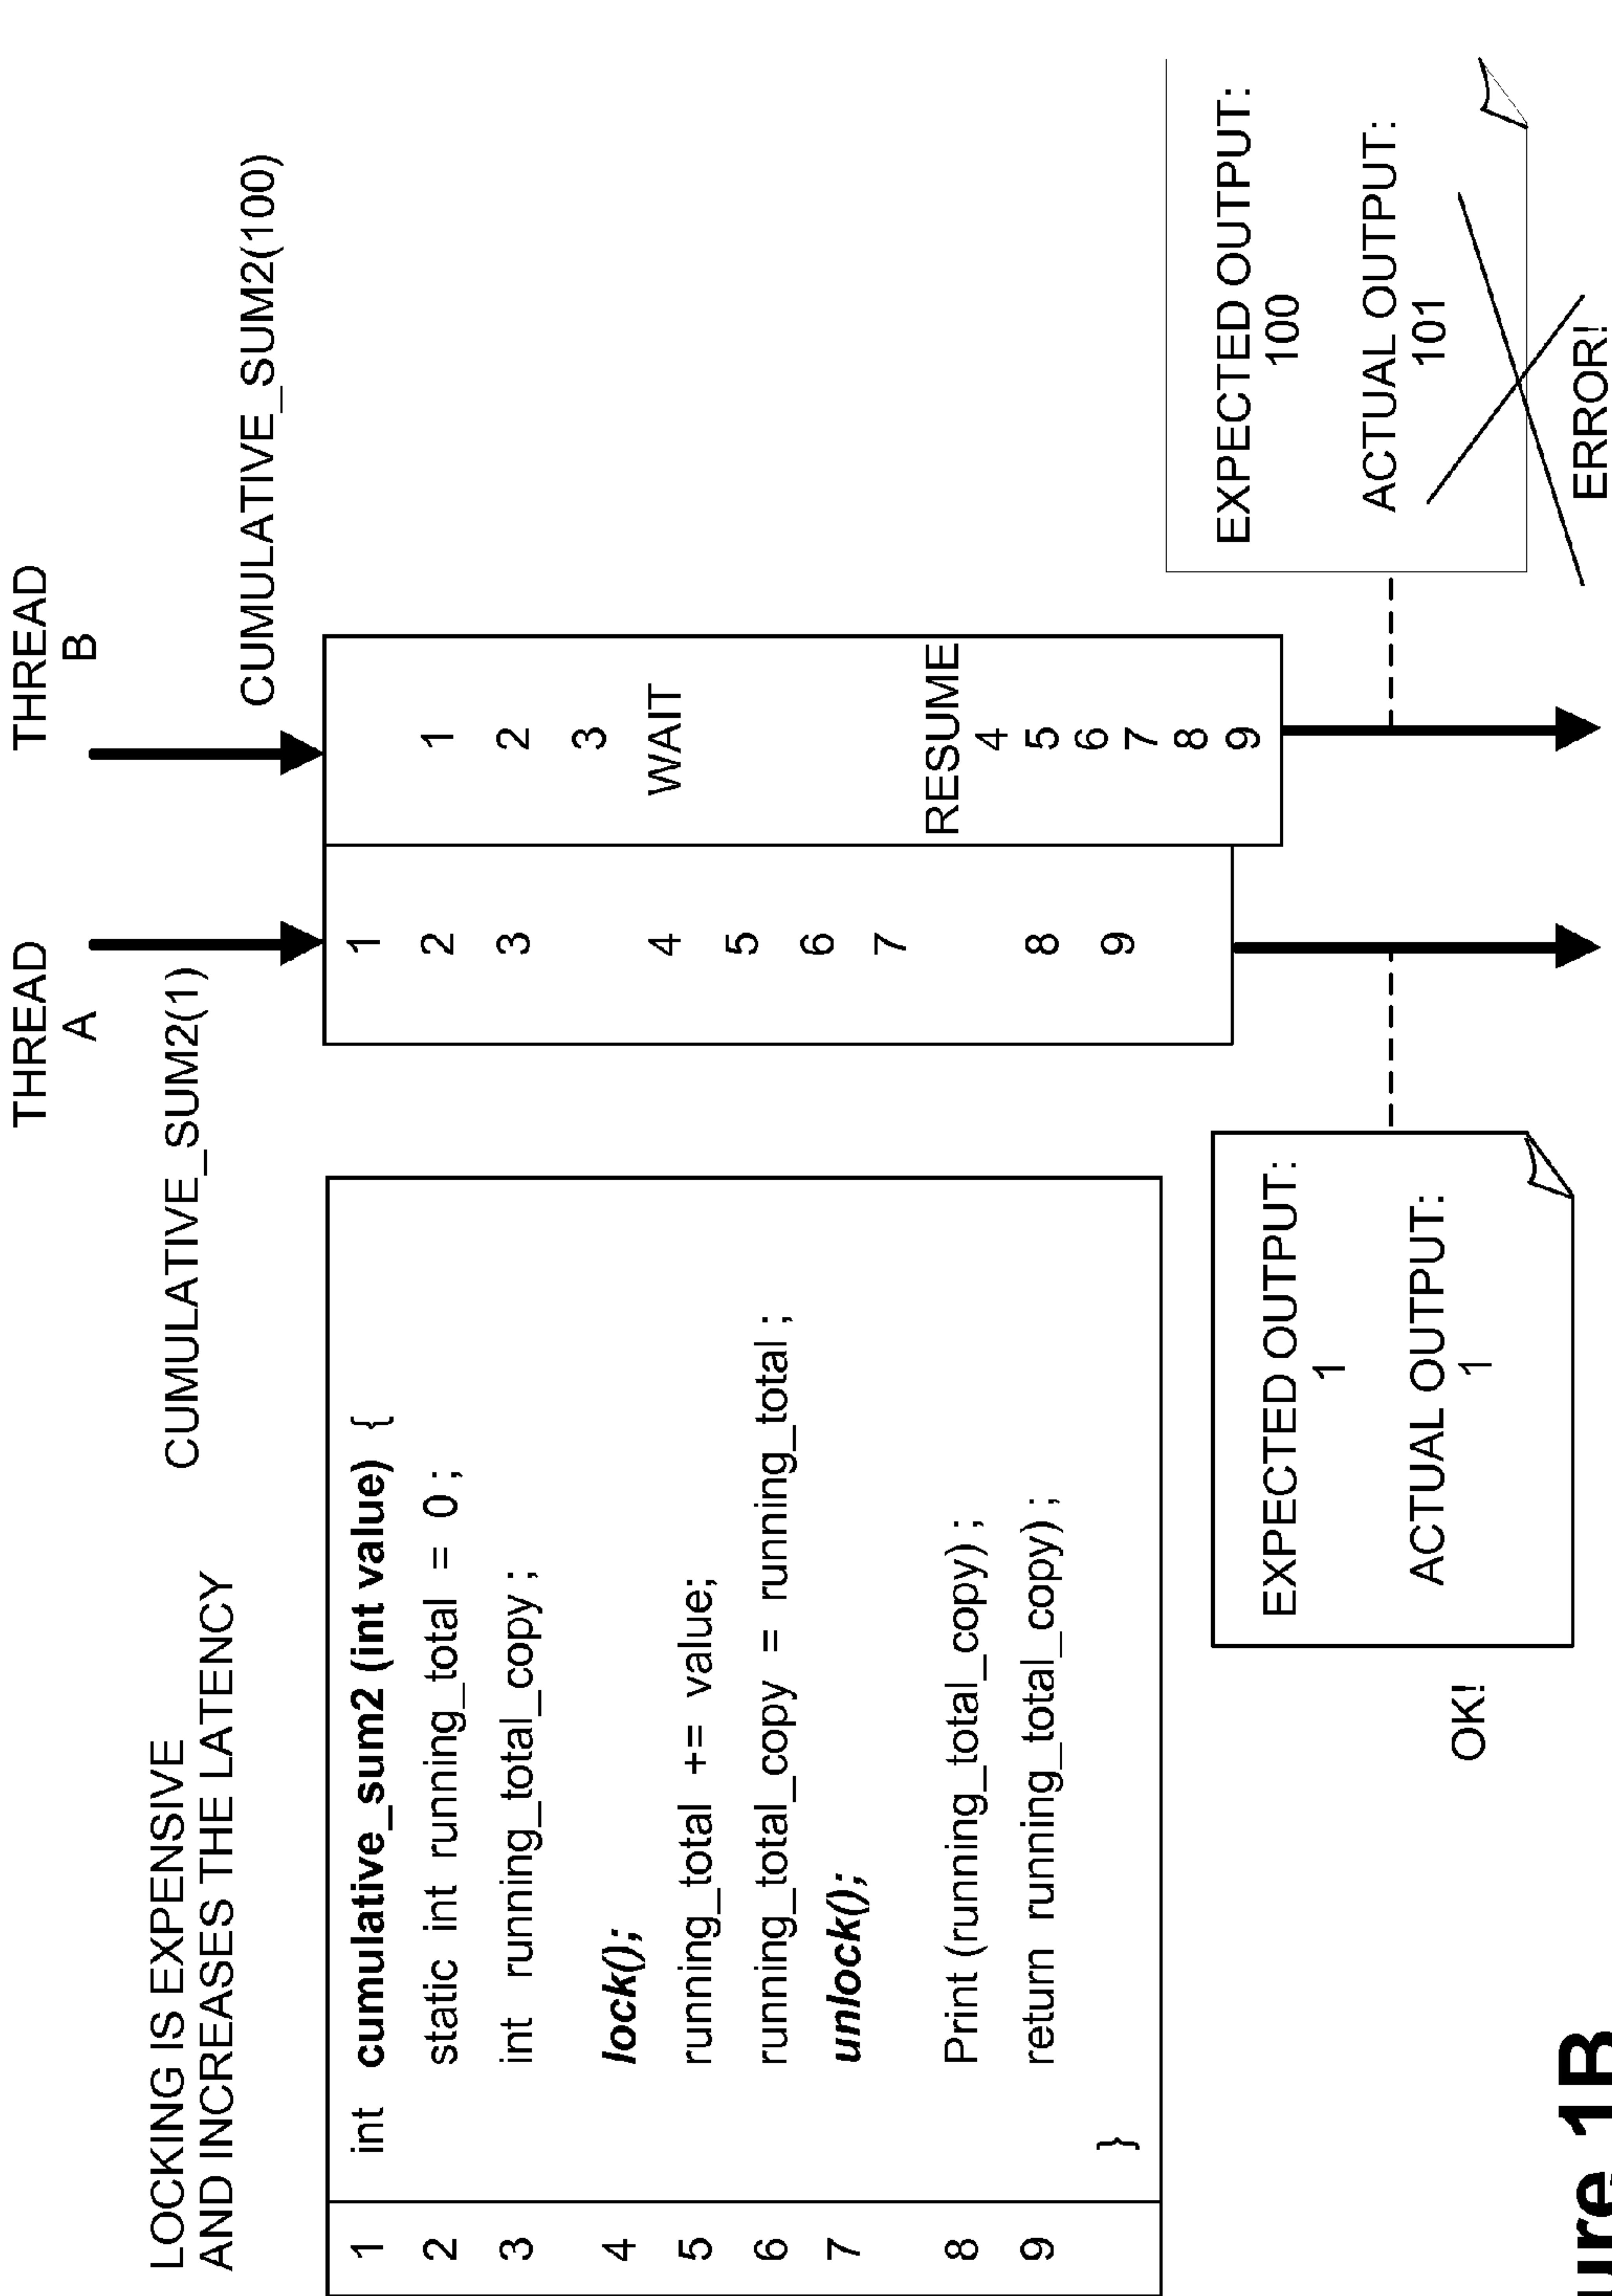 LOCKING IS EXPENSIVE
AND INCREASES THE LATENCY
1 int cumulative_sum2 (int value) {
2 static int running_total = 0;
3 int running_total_copy;
4 lock();
5 running_total += value;
6 running_total_copy = running_total;
7 unlock();
8 Print (running_total_copy);
9 return running_total_copy);
}
THREAD
A
CUMULATIVE_SUM2(1)
1
2
3
4
5
6
7
8
9
THREAD
B
CUMULATIVE_SUM2(100)
1
2
3
WAIT
RESUME
4
5
6
7
8
9
OK!
EXPECTED OUTPUT:
1
ACTUAL OUTPUT:
1
EXPECTED OUTPUT:
100
ACTUAL OUTPUT:
101
ERROR!
ure 1B